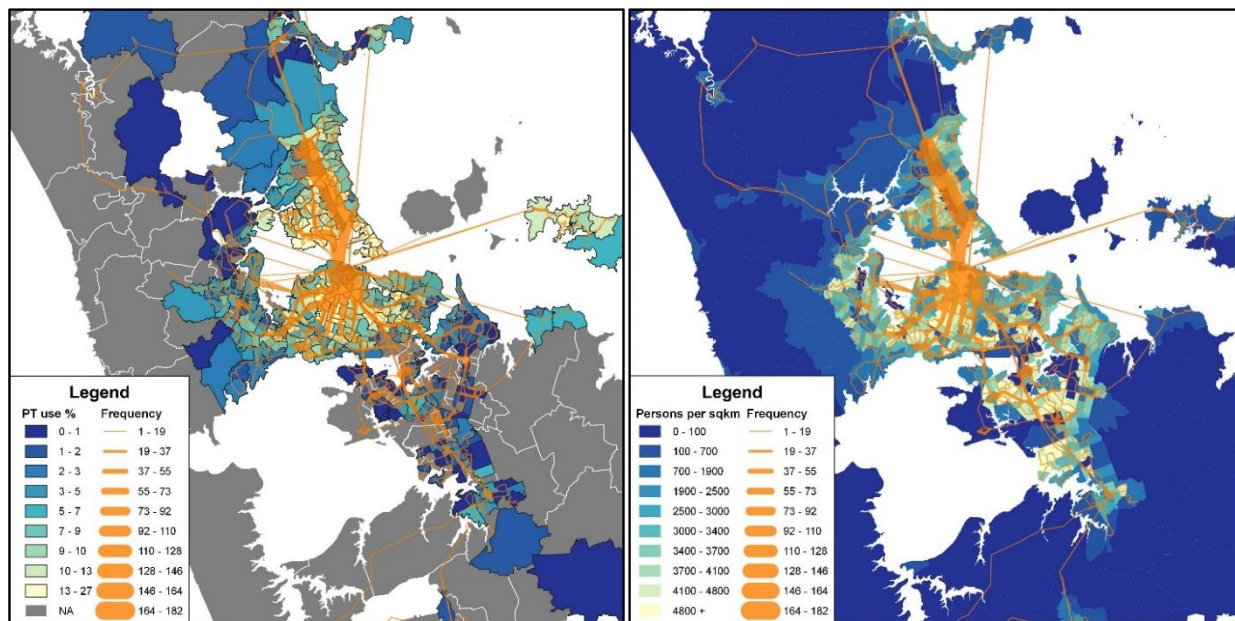 Legend
PT use % Frequency
0 - 1 1 - 19
1 - 2 19 - 37
2 - 3 37 - 55
3 - 5 55 - 73
5 - 7 73 - 92
7 - 9 92 - 110
9 - 10 110 - 128
10 - 13 128 - 146
13 - 27 146 - 164
NA 164 - 182
Legend
Persons per sqkm Frequency
0 - 100 1 - 19
100 - 700 19 - 37
700 - 1900 37 - 55
1900 - 2500 55 - 73
2500 - 3000 73 - 92
3000 - 3400 92 - 110
3400 - 3700 110 - 128
3700 - 4100 128 - 146
4100 - 4800 146 - 164
4800 + 164 - 182